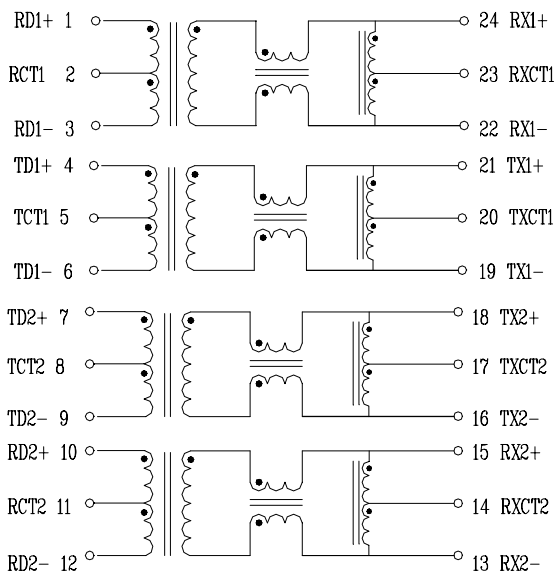 RD1+ 1 24 RX1+
RCT1 2 23 RXCT1
RD1- 3 22 RX1-
TD1+ 4 21 TX1+
TCT1 5 20 TXCT1
TD1- 6 19 TX1-
TD2+ 7 18 TX2+
TCT2 8 17 TXCT2
TD2- 9 16 TX2-
RD2+ 10 15 RX2+
RCT2 11 14 RXCT2
RD2- 12 13 RX2-